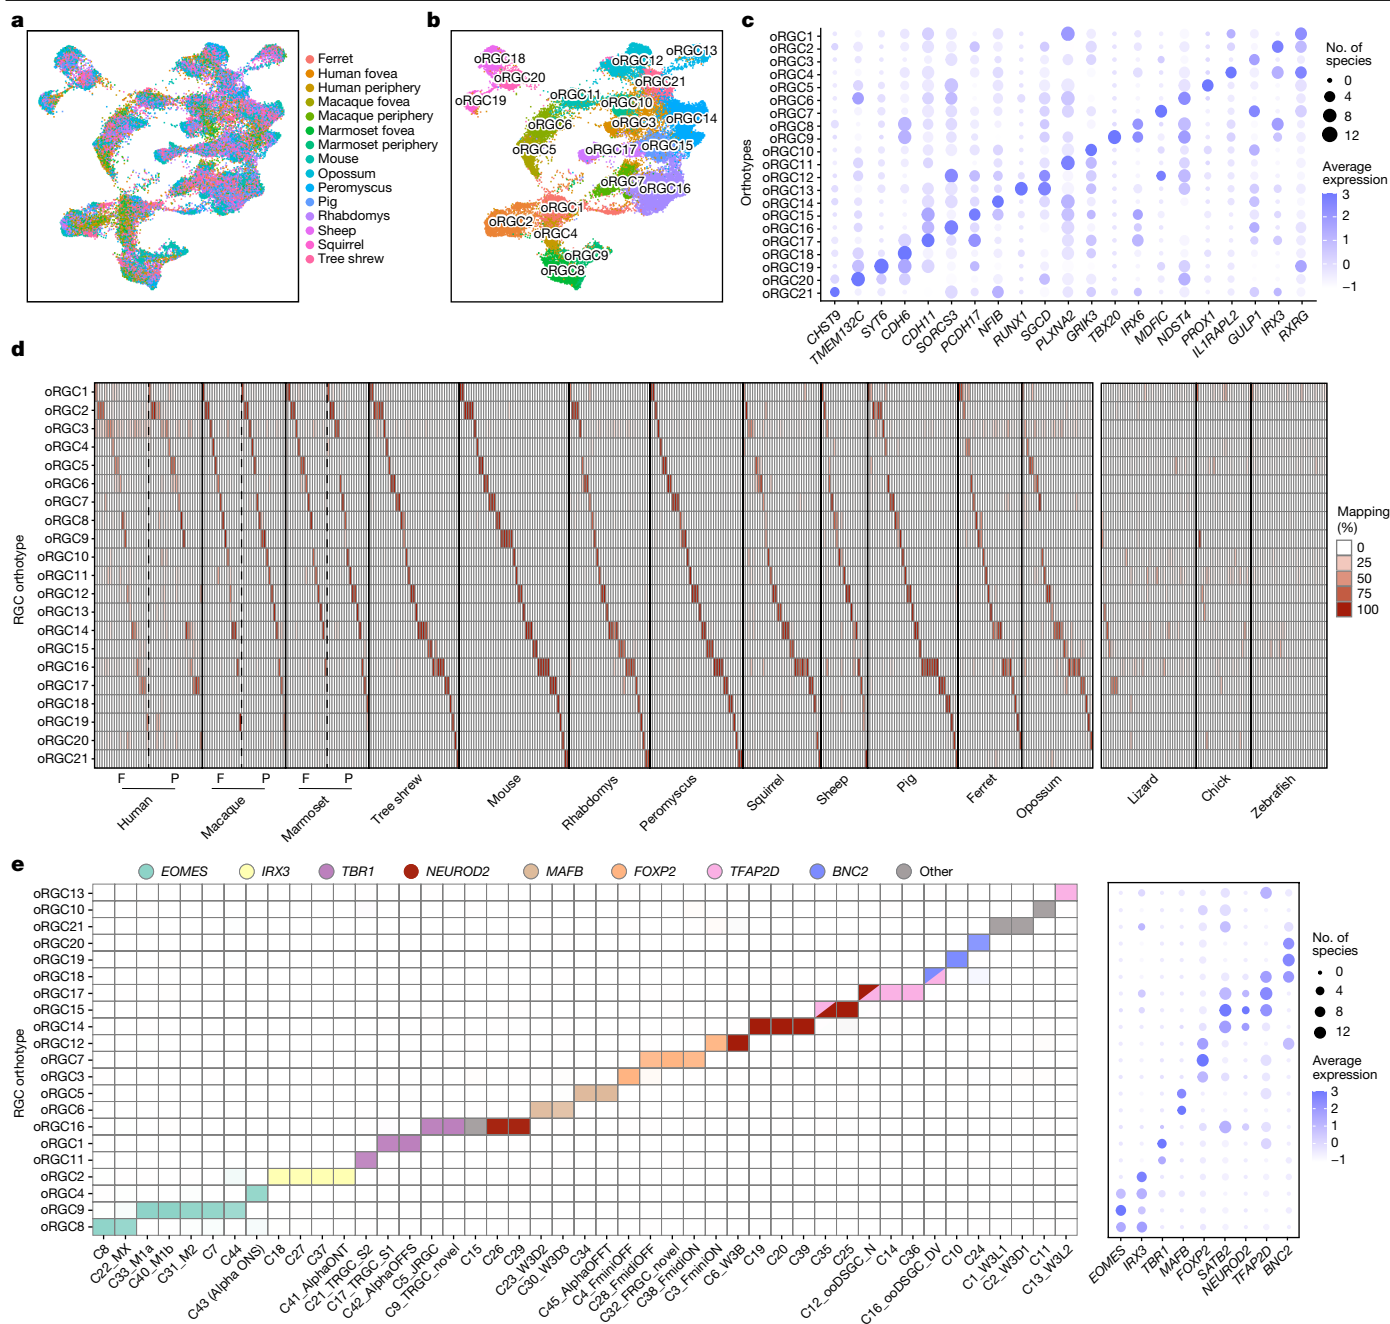 a
Ferret
Human fovea
Human periphery
Macaque fovea
Macaque periphery
Marmoset fovea
Marmoset periphery
Mouse
Opossum
Peromyscus
Pig
Rhabdomys
Sheep
Squirrel
Tree shrew
b
oRGC13
oRGC18
oRGC12
oRGC20
oRGC21
oRGC19
oRGC11
oRGC10
oRGC6
oRGC3
oRGC14
oRGC5
oRGC17
oRGC15
oRGC7
oRGC16
oRGC1
oRGC2
oRGC4
oRGC9
oRGC8
c
Orthotypes
oRGC1
oRGC2
oRGC3
oRGC4
oRGC5
oRGC6
oRGC7
oRGC8
oRGC9
oRGC10
oRGC11
oRGC12
oRGC13
oRGC14
oRGC15
oRGC16
oRGC17
oRGC18
oRGC19
oRGC20
oRGC21
CHST9
TMEM132C
SYT6
CDH6
CDH11
SORCS3
PCDH17
NFIB
RUNX1
SGCD
PLXNA2
GRIK3
TBX20
IRX6
MDFIC
NDST4
PROX1
IL1RAPL2
GULP1
IRX3
RXRG
No. of
species
0
4
8
12
Average
expression
3
2
1
0
−1
d
RGC orthotype
oRGC1
oRGC2
oRGC3
oRGC4
oRGC5
oRGC6
oRGC7
oRGC8
oRGC9
oRGC10
oRGC11
oRGC12
oRGC13
oRGC14
oRGC15
oRGC16
oRGC17
oRGC18
oRGC19
oRGC20
oRGC21
F
P
F
P
F
P
Human
Macaque
Marmoset
Tree shrew
Mouse
Rhabdomys
Peromyscus
Squirrel
Sheep
Pig
Ferret
Opossum
Lizard
Chick
Zebrafish
Mapping
(%)
0
25
50
75
100
e
EOMES
IRX3
TBR1
NEUROD2
MAFB
FOXP2
TFAP2D
BNC2
Other
RGC orthotype
oRGC13
oRGC10
oRGC21
oRGC20
oRGC19
oRGC18
oRGC17
oRGC15
oRGC14
oRGC12
oRGC7
oRGC3
oRGC5
oRGC6
oRGC16
oRGC1
oRGC11
oRGC2
oRGC4
oRGC9
oRGC8
C8
C22_MX
C33_M1a
C40_M1b
C31_M2
C7
C44
C43 (Alpha ONS)
C18
C27
C37
C41_AlphaONT
C21_TRGC_S2
C17_TRGC_S1
C42_AlphaOFFS
C5_JRGC
C9_TRGC_novel
C15
C26
C29
C23_W3D2
C30_W3D3
C34
C45_AlphaOFFT
C4_FminiOFF
C28_FmidiOFF
C32_FRGC_novel
C38_FmidiON
C3_FminiON
C6_W3B
C19
C20
C39
C35
C25
C12_ooDSGC_N
C14
C36
C16_ooDSGC_DV
C10
C24
C1_W3L1
C2_W3D1
C11
C13_W3L2
EOMES
IRX3
TBR1
MAFB
FOXP2
SATB2
NEUROD2
TFAP2D
BNC2
No. of
species
0
4
8
12
Average
expression
3
2
1
0
−1